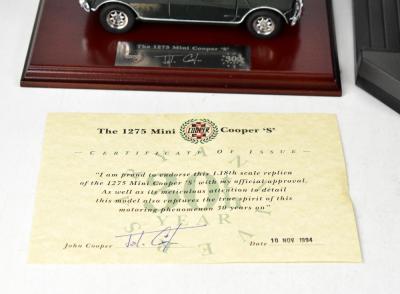 The 1275 Mini Cooper 'S'
The 1275 Mini COOPER Cooper 'S'
CERTIFICATE OF ISSUE
"I am proud to endorse this 1.18th scale replica
of the 1275 Mini Cooper S with my official approval.
As well as its meticulous attention to detail
this model also captures the true spirit of this
motoring phenomenon 30 years on"
John Cooper
Date 10 NOV 1994